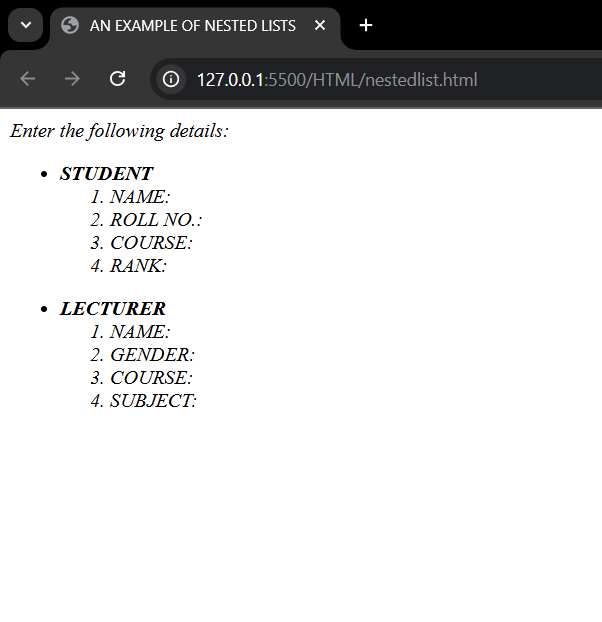 AN EXAMPLE OF NESTED LISTS
127.0.0.1:5500/HTML/nestedlist.html
Enter the following details:
• STUDENT
1. NAME:
2. ROLL NO.:
3. COURSE:
4. RANK:
• LECTURER
1. NAME:
2. GENDER:
3. COURSE:
4. SUBJECT: